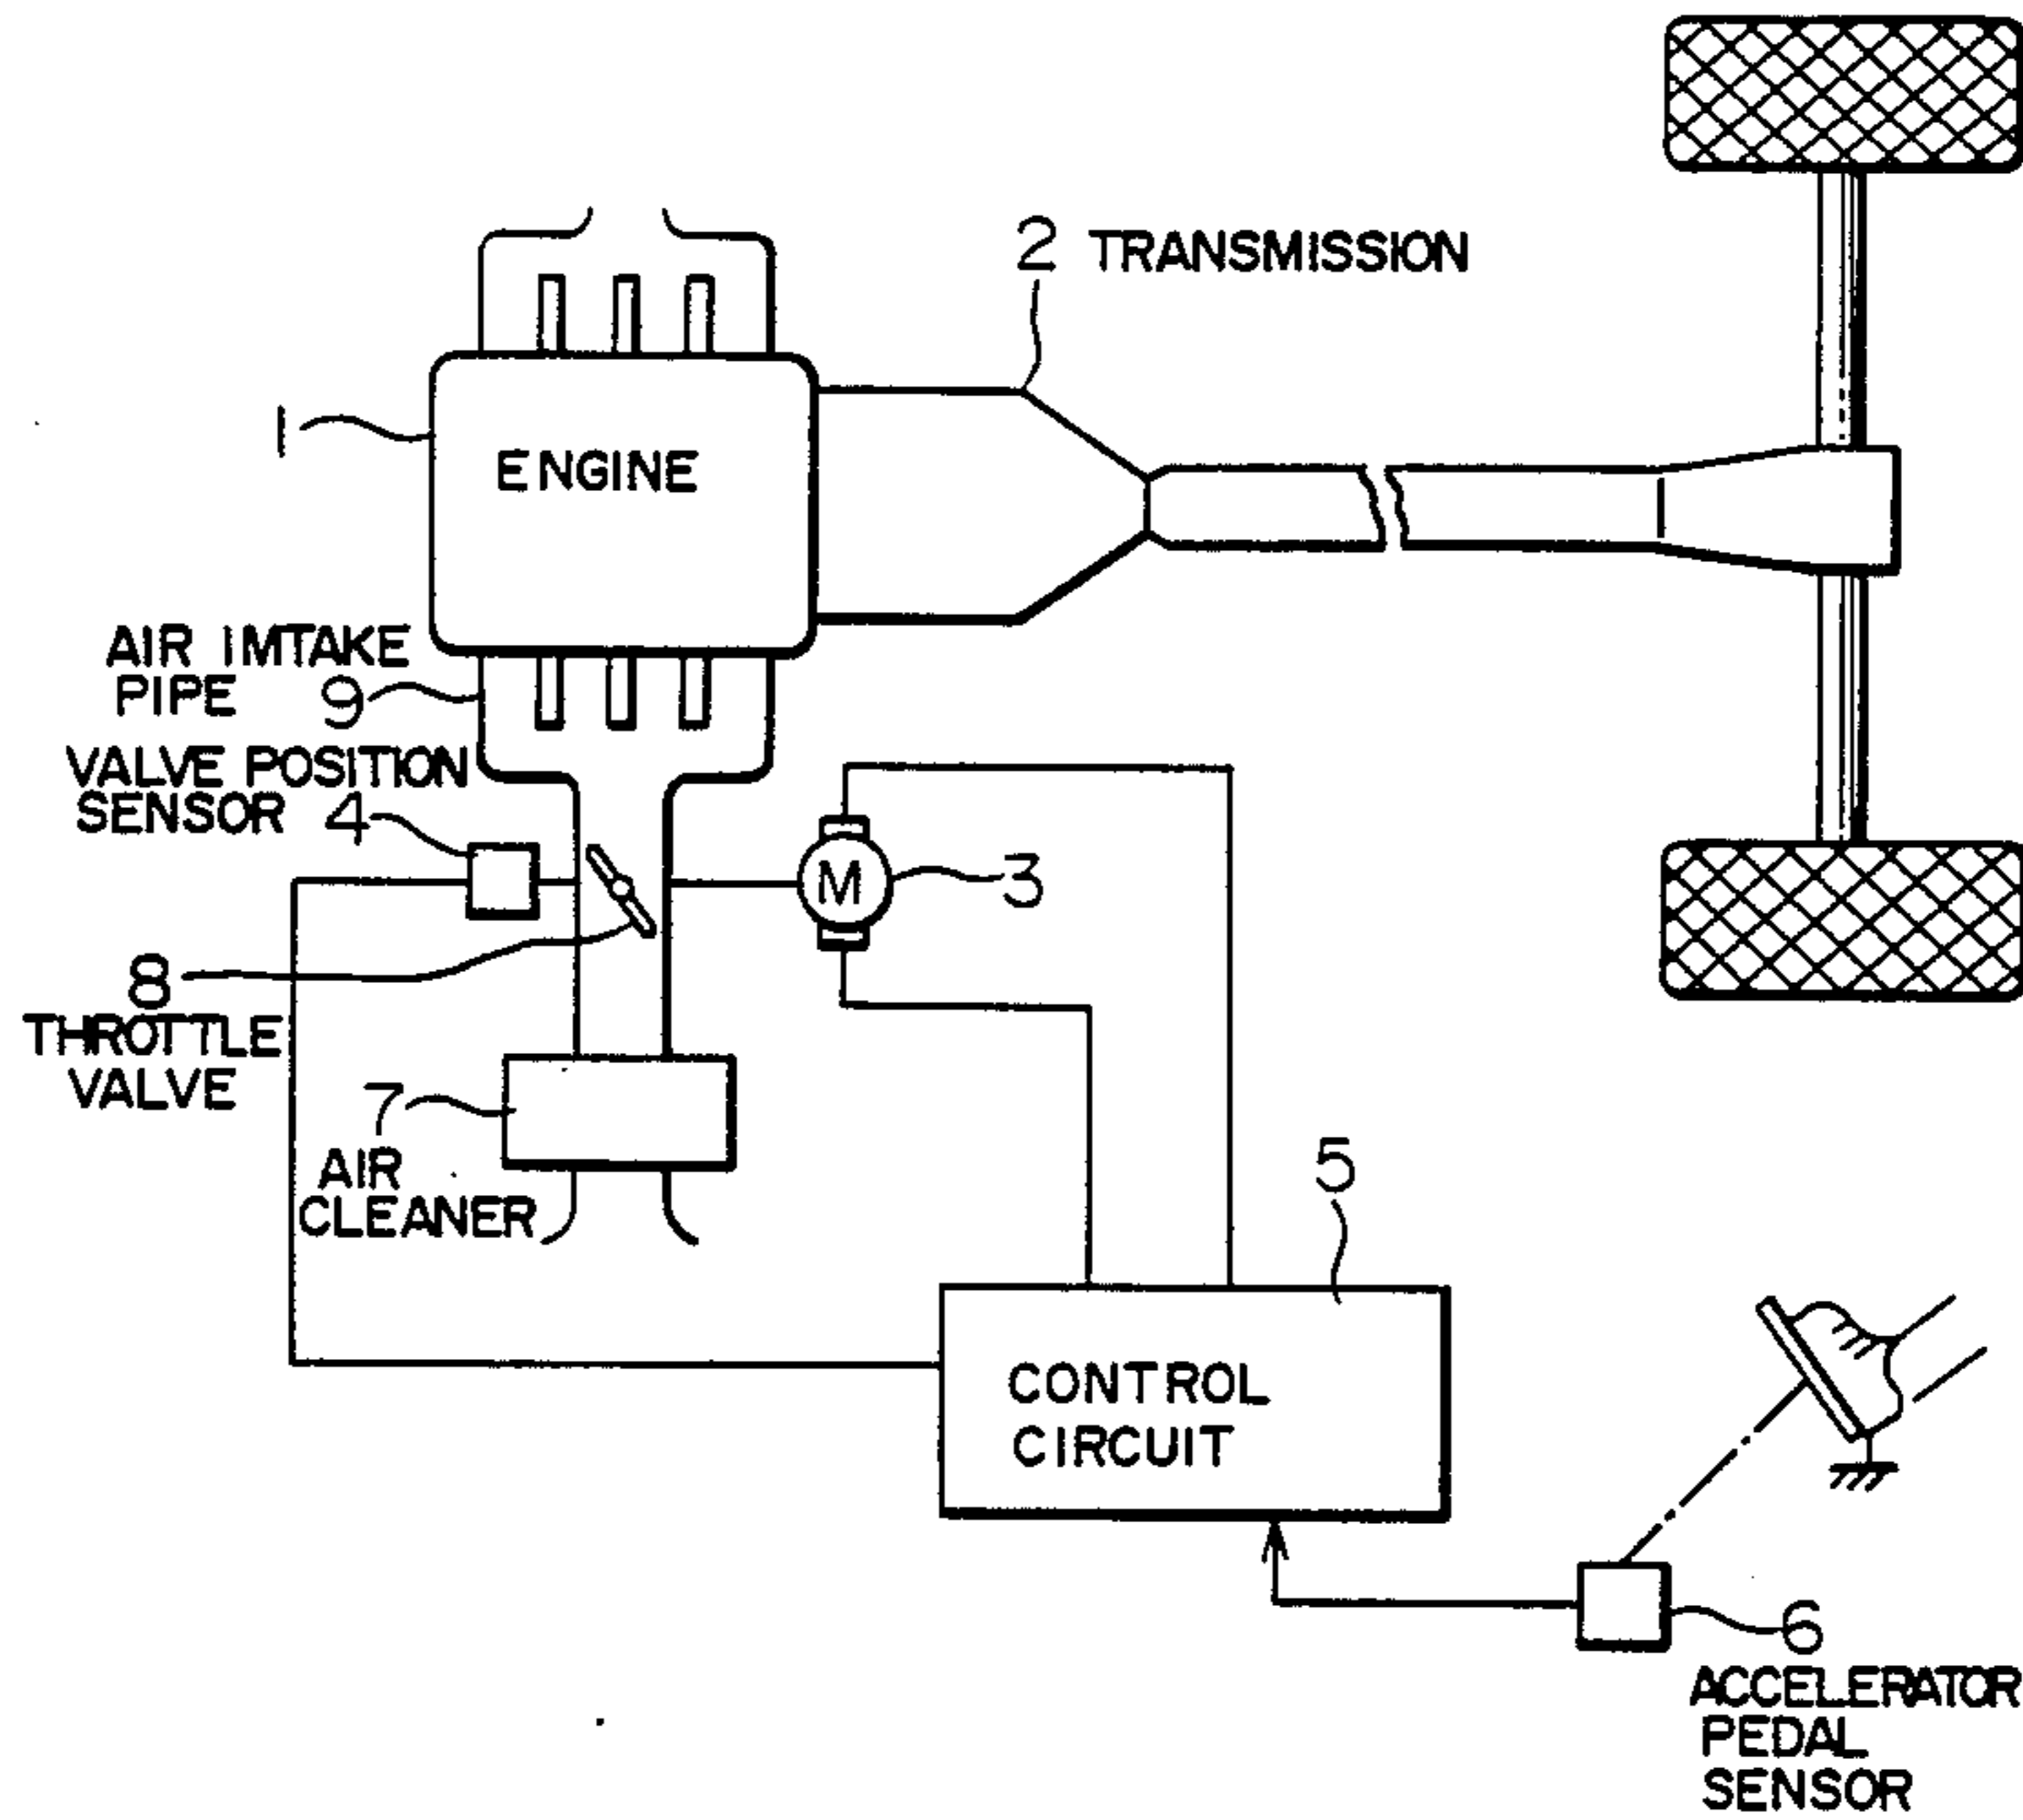 2 TRANSMISSION
1
ENGINE
AIR IMTAKE
PIPE 9
VALVE POSITION
SENSOR 4
M
3
8
THROTTLE
VALVE
7
AIR
CLEANER
5
CONTROL
CIRCUIT
6
ACCELERATOR
PEDAL
SENSOR